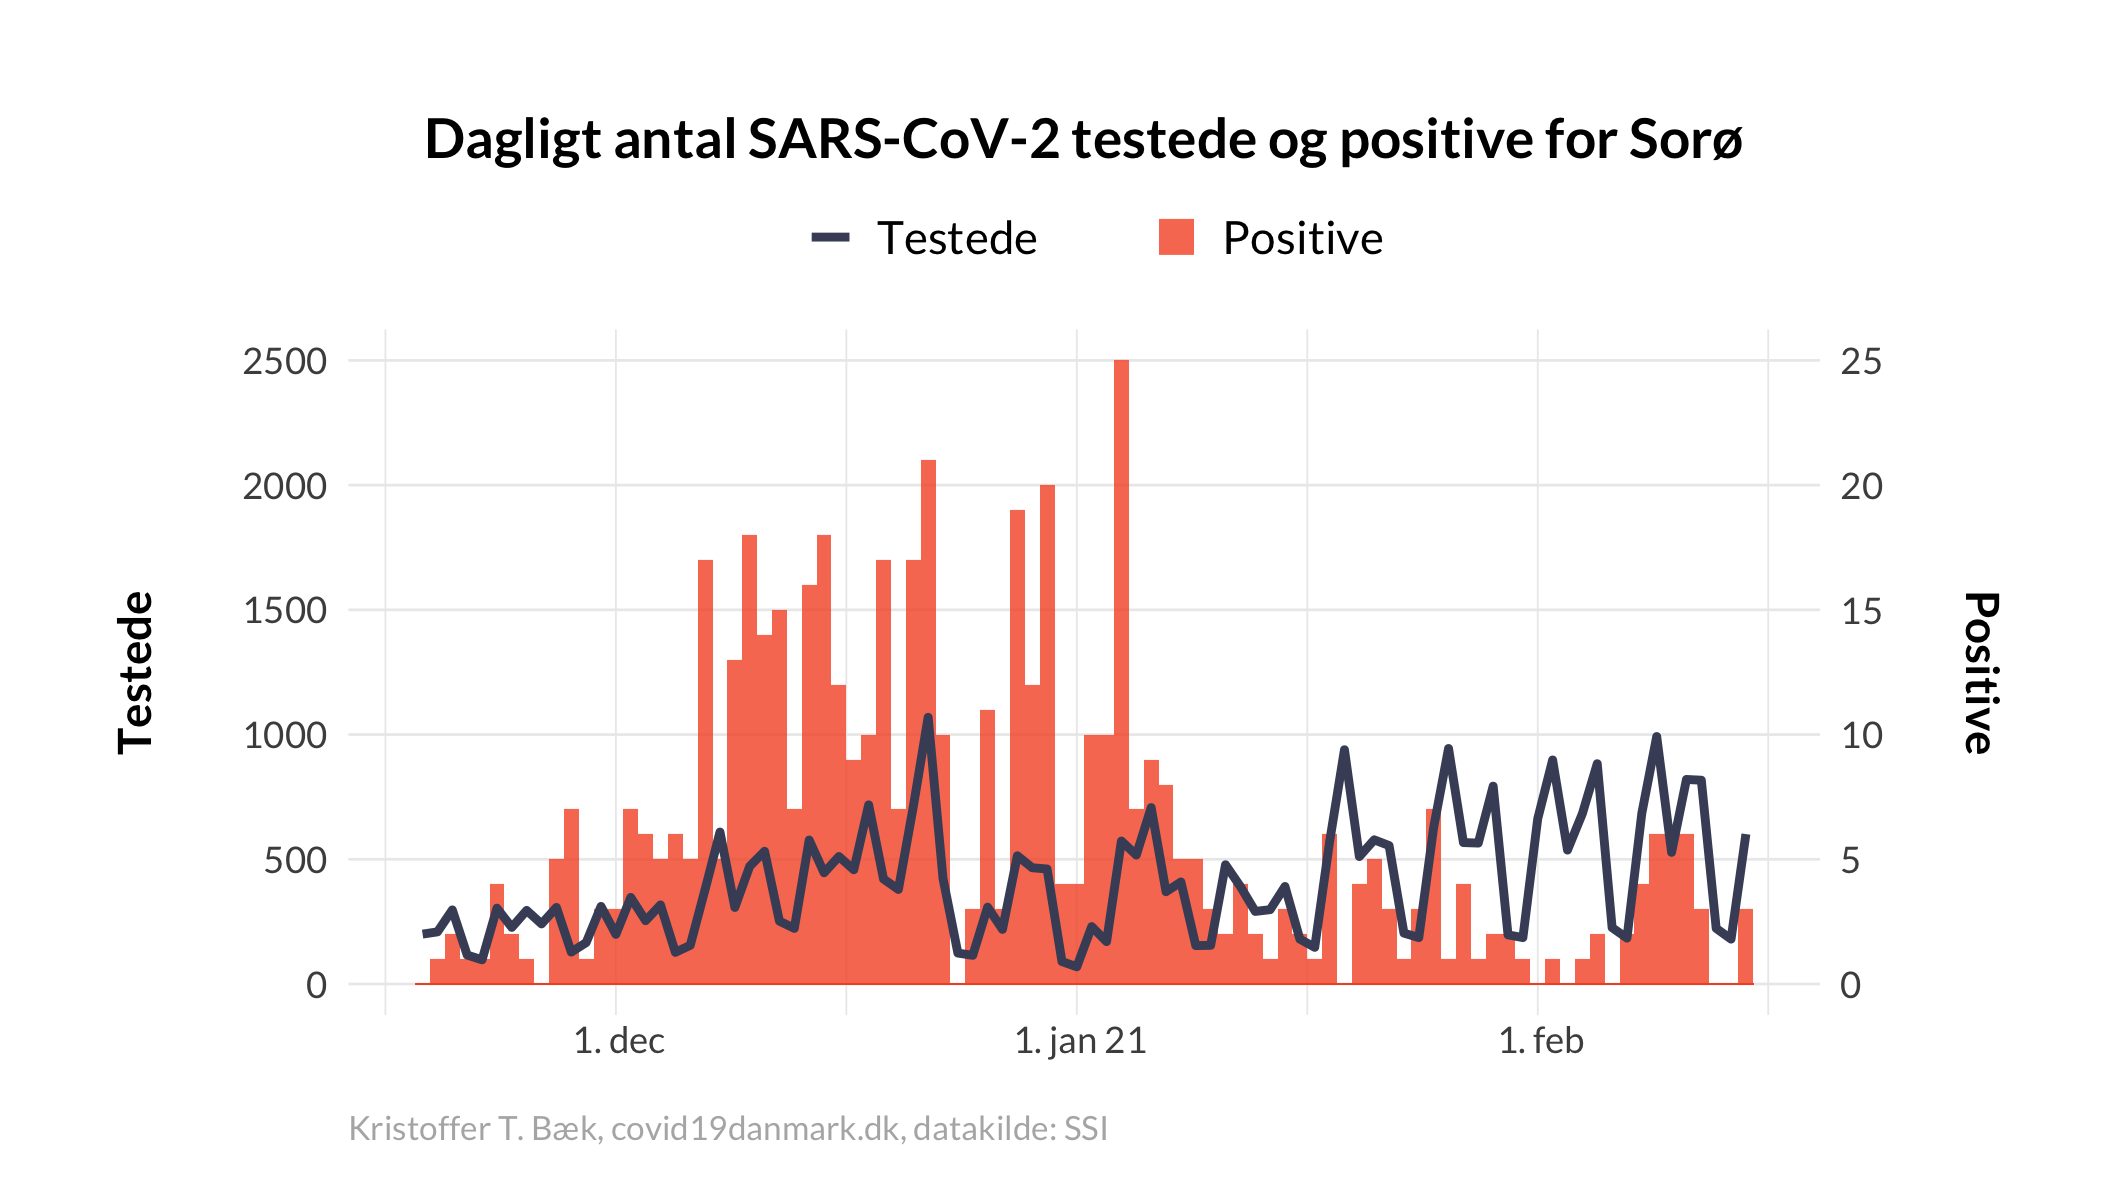 Dagligt antal SARS-CoV-2 testede og positive for Sorø
Testede
Positive
2500
2000
1500
1000
500
0
25
20
15
10
5
0
Testede
Positive
1. dec
1. jan 21
1. feb
Kristoffer T. Bæk, covid19danmark.dk, datakilde: SSI